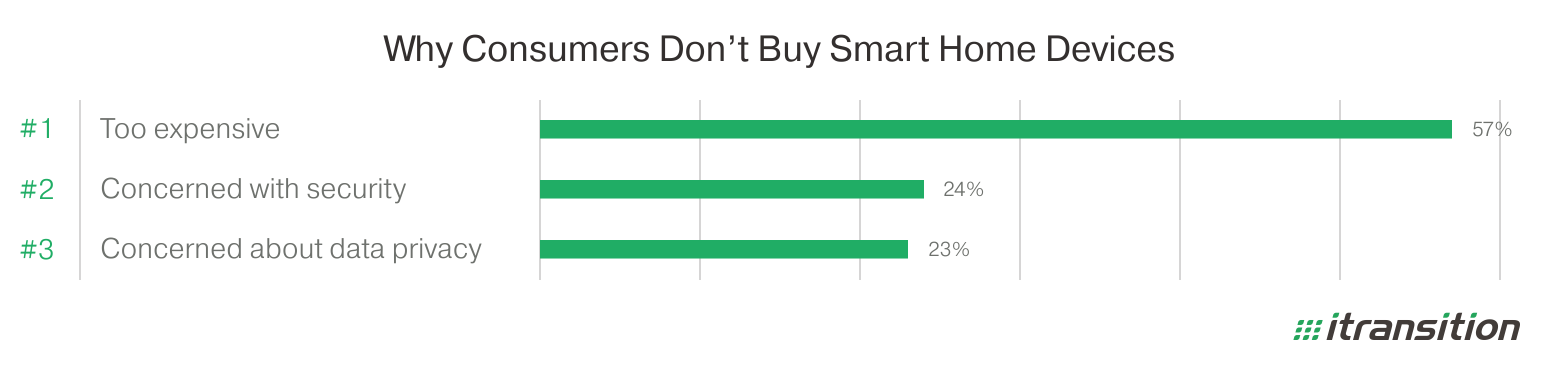 Why Consumers Don’t Buy Smart Home Devices
#1 Too expensive 57%
#2 Concerned with security 24%
#3 Concerned about data privacy 23%
itransition